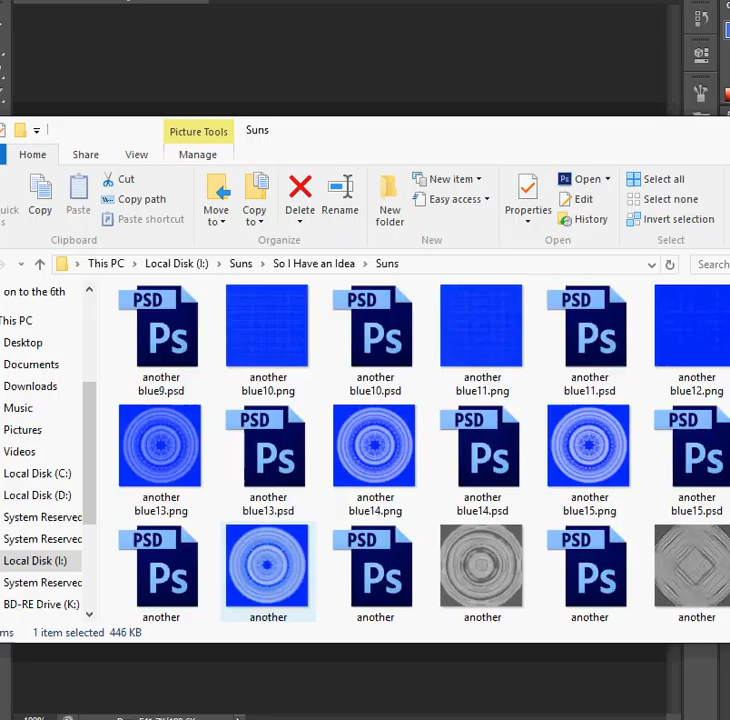 Picture Tools
Suns
Home
Share
View
Manage
Copy
Paste
Cut
Copy path
Paste shortcut
Move
to
Copy
to
Delete
Rename
New
folder
New item
Easy access
Properties
Open
Edit
History
Select all
Select none
Invert selection
Clipboard
Organize
New
Open
Select
This PC
Local Disk (I:)
Suns
So I Have an Idea
Suns
Search
on to the 6th
This PC
Desktop
Documents
Downloads
Music
Pictures
Videos
Local Disk (C:)
Local Disk (D:)
System Reserved
System Reserved
Local Disk (I:)
System Reserved
BD-RE Drive (K:)
PSD
Ps
PSD
Ps
PSD
Ps
another
blue9.psd
another
blue10.png
another
blue10.psd
another
blue11.png
another
blue11.psd
another
blue12.png
PSD
Ps
PSD
Ps
PSD
Ps
another
blue13.png
another
blue13.psd
another
blue14.png
another
blue14.psd
another
blue15.png
another
blue15.psd
PSD
Ps
PSD
Ps
PSD
Ps
another
another
another
another
another
another
1 item selected 446 KB